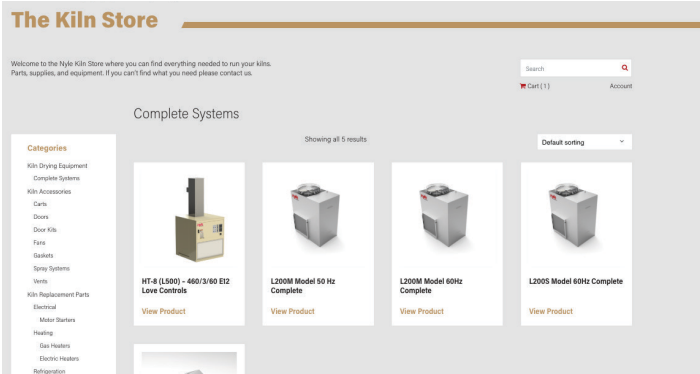 The Kiln Store
Welcome to the Nyle Kiln Store where you can find everything needed to run your kilns.
Parts, supplies, and equipment. If you can't find what you need please contact us.
Search
Cart ( 1 )
Account
Complete Systems
Showing all 5 results
Default sorting
Categories
Kiln Drying Equipment
Complete Systems
Kiln Accessories
Carts
Doors
Door Kits
Fans
Gaskets
Spray Systems
Vents
Kiln Replacement Parts
Electrical
Motor Starters
Heating
Gas Heaters
Electric Heaters
Refrigeration
HT-8 (L500) – 460/3/60 EI2
Love Controls
View Product
L200M Model 50 Hz
Complete
View Product
L200M Model 60Hz
Complete
View Product
L200S Model 60Hz Complete
View Product